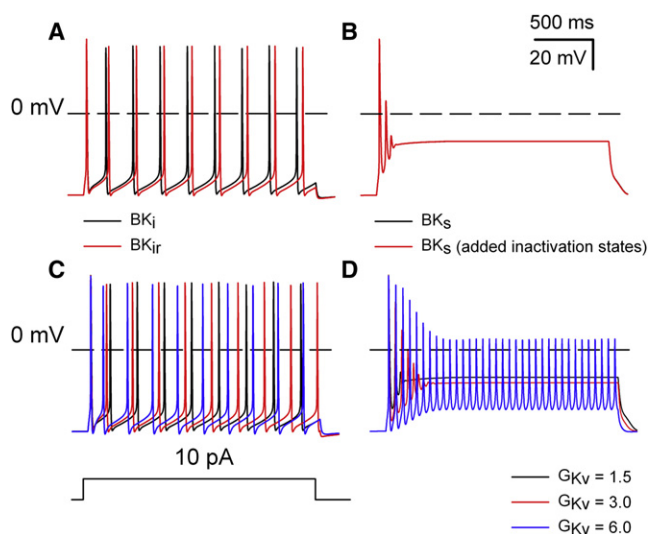 A
B
500 ms
20 mV
0 mV
BKi
BKir
BKs
BKs (added inactivation states)
C
D
0 mV
10 pA
GKv = 1.5
GKv = 3.0
GKv = 6.0